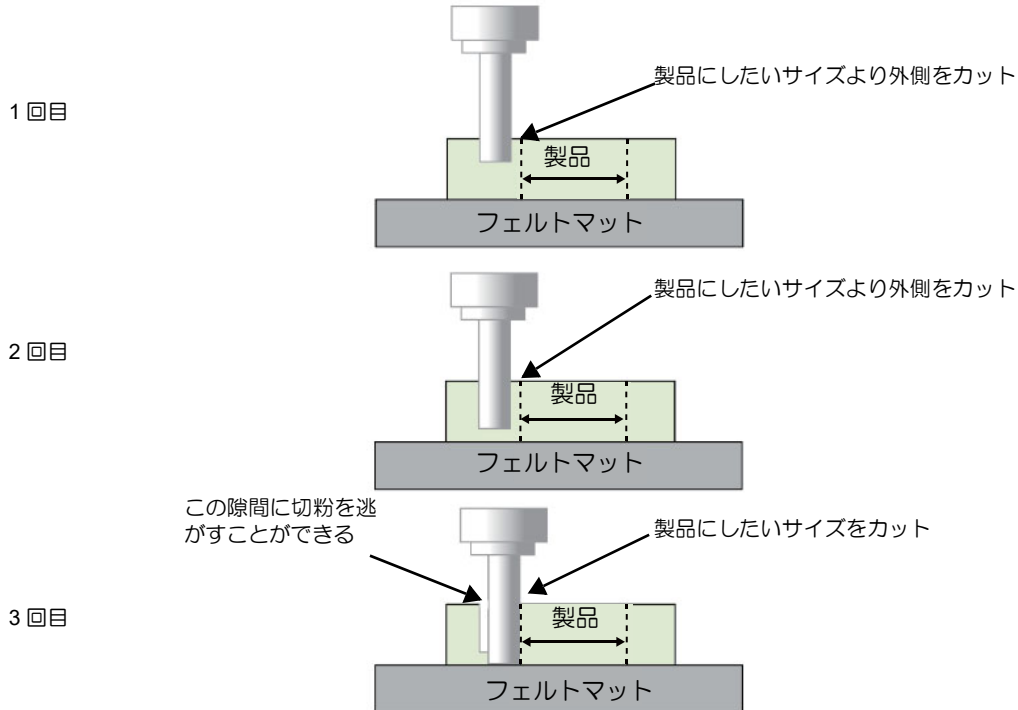 製品にしたいサイズより外側をカット
1 回目
製品
フェルトマット
製品にしたいサイズより外側をカット
2 回目
製品
フェルトマット
この隙間に切粉を逃
がすことができる
製品にしたいサイズをカット
3 回目
製品
フェルトマット